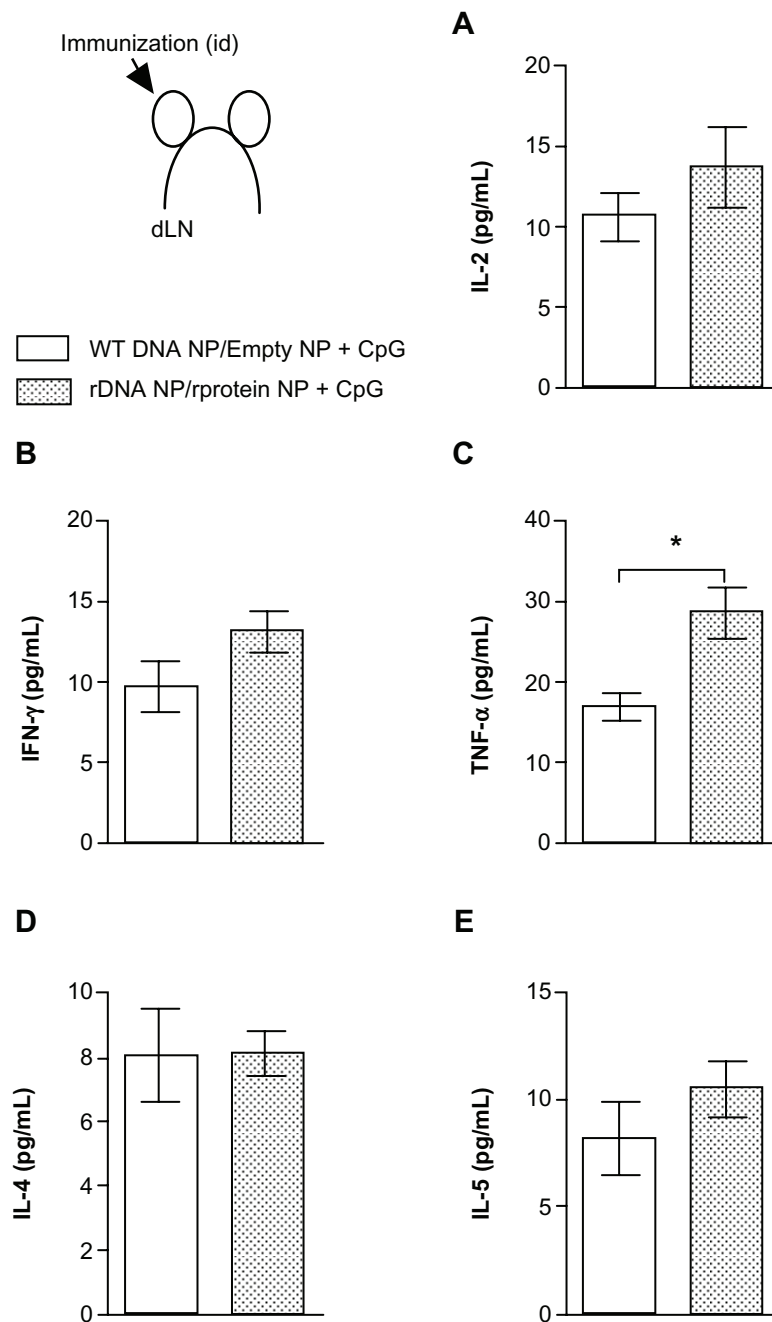 Immunization (id)
dLN
WT DNA NP/Empty NP + CpG
rDNA NP/rprotein NP + CpG
A
20
15
10
5
0
IL-2 (pg/mL)
B
20
15
10
5
0
IFN-γ (pg/mL)
C
40
30
20
10
0
TNF-α (pg/mL)
*
D
10
8
6
4
2
0
IL-4 (pg/mL)
E
15
10
5
0
IL-5 (pg/mL)